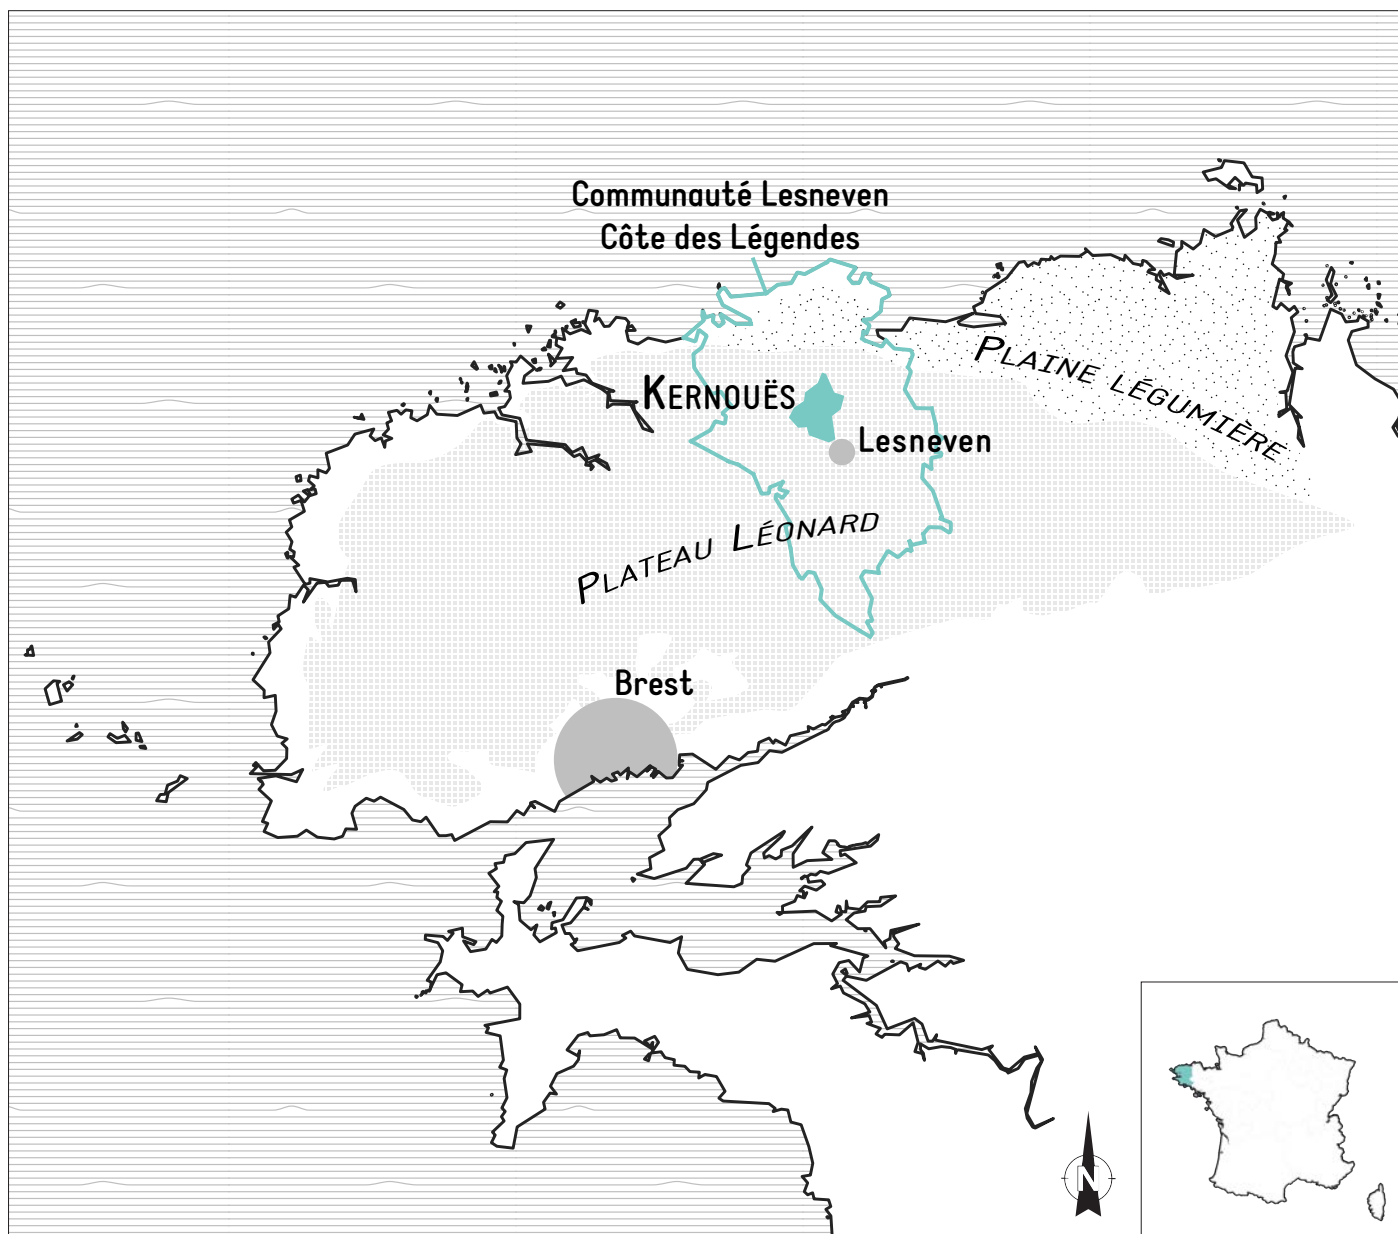 Communauté Lesneven
Côte des Légendes
PLAINE LÉGUMIÈRE
KERNOUËS
Lesneven
PLATEAU LÉONARD
Brest
N